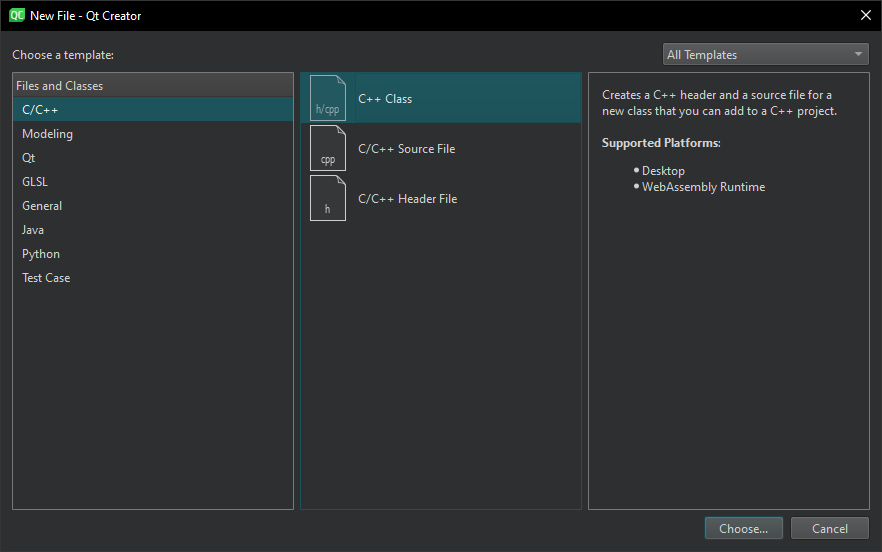 QC New File - Qt Creator
Choose a template:
All Templates
Files and Classes
C/C++
Modeling
Qt
GLSL
General
Java
Python
Test Case
h/cpp C++ Class
cpp C/C++ Source File
h C/C++ Header File
Creates a C++ header and a source file for a
new class that you can add to a C++ project.
Supported Platforms:
• Desktop
• WebAssembly Runtime
Choose... Cancel